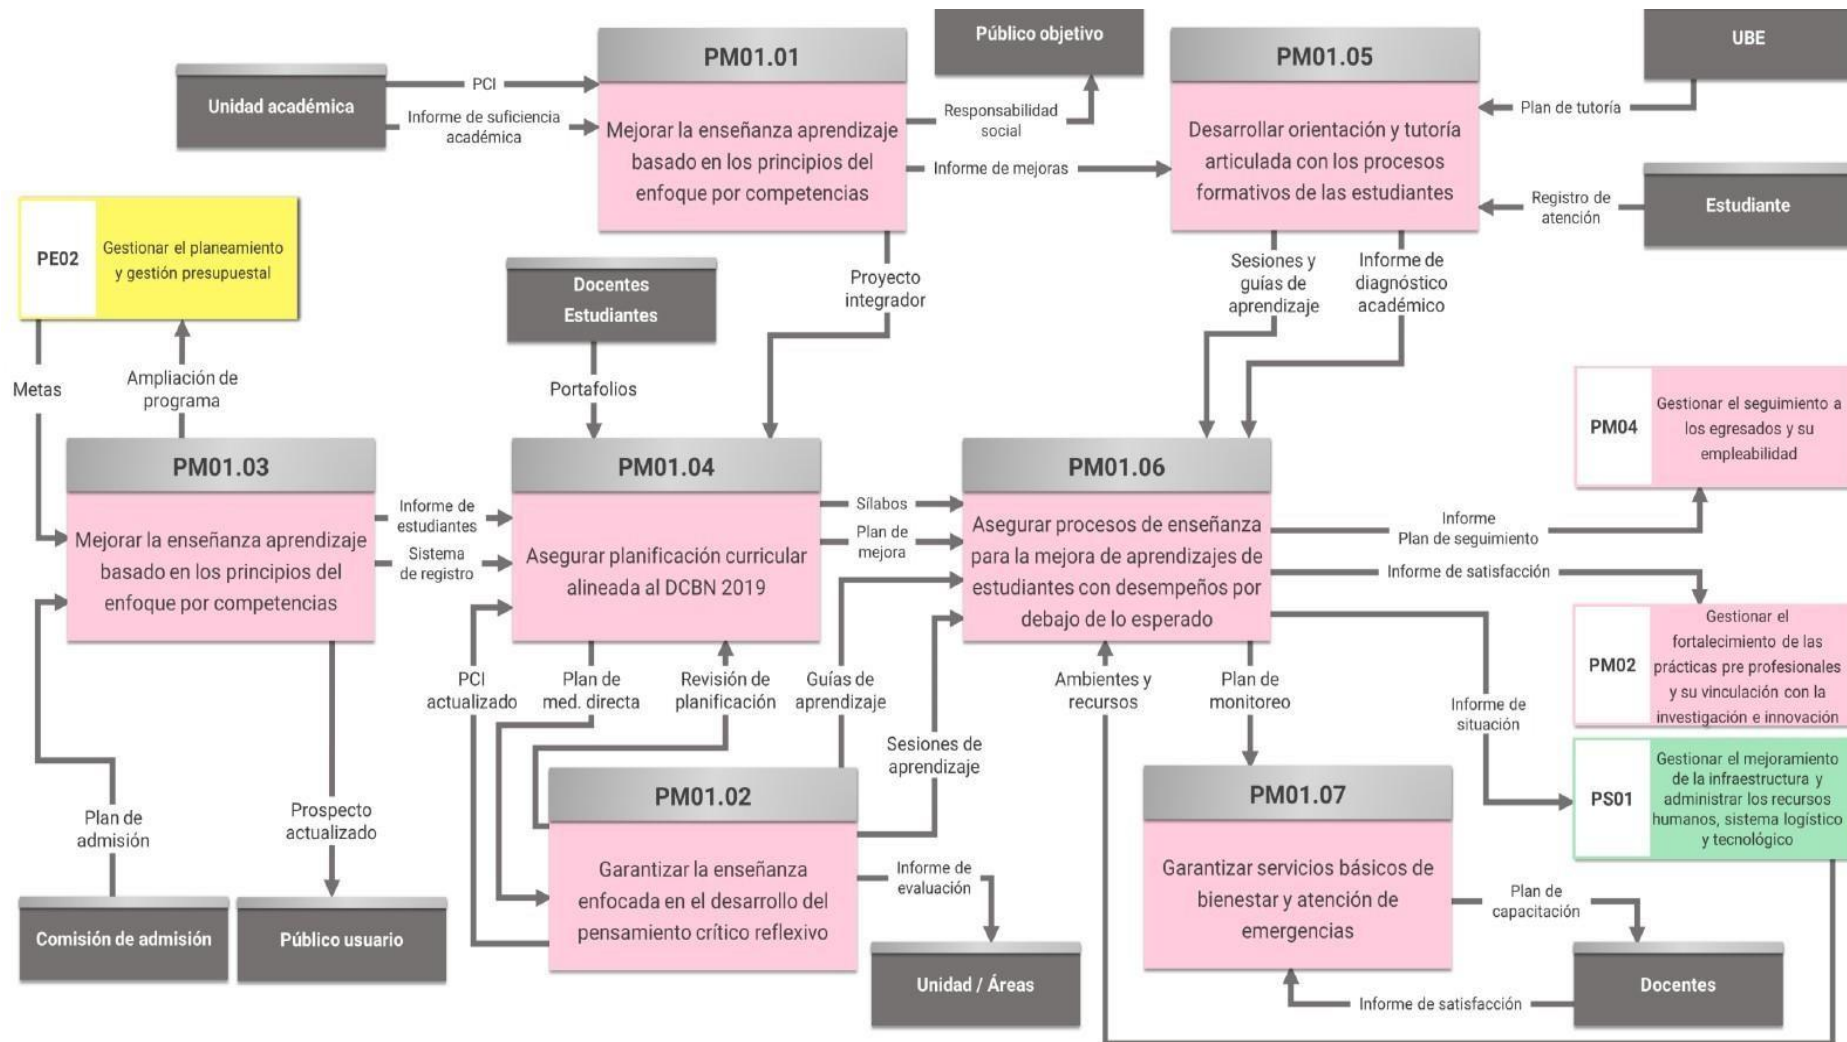 Público objetivo
UBE
PM01.01
PM01.05
Unidad académica
PCI
Informe de suficiencia
académica
Mejorar la enseñanza aprendizaje
basado en los principios del
enfoque por competencias
Responsabilidad
social
Informe de mejoras
Desarrollar orientación y tutoría
articulada con los procesos
formativos de las estudiantes
Plan de tutoría
Registro de
atención
Estudiante
PE02
Gestionar el planeamiento
y gestión presupuestal
Docentes
Estudiantes
Proyecto
integrador
Sesiones y
guías de
aprendizaje
Informe de
diagnóstico
académico
Metas
Ampliación de
programa
Portafolios
PM04
Gestionar el seguimiento a
los egresados y su
empleabilidad
PM01.03
PM01.04
PM01.06
Mejorar la enseñanza aprendizaje
basado en los principios del
enfoque por competencias
Informe de
estudiantes
Sistema
de registro
Asegurar planificación curricular
alineada al DCBN 2019
Sílabos
Plan de
mejora
Asegurar procesos de enseñanza
para la mejora de aprendizajes de
estudiantes con desempeños por
debajo de lo esperado
Informe
Plan de seguimiento
Informe de satisfacción
PM02
Gestionar el
fortalecimiento de las
prácticas pre profesionales
y su vinculación con la
investigación e innovación
PCI
actualizado
Plan de
med. directa
Revisión de
planificación
Guías de
aprendizaje
Ambientes y
recursos
Plan de
monitoreo
Informe de
situación
Sesiones de
aprendizaje
PS01
Gestionar el mejoramiento
de la infraestructura y
administrar los recursos
humanos, sistema logístico
y tecnológico
Plan de
admisión
Prospecto
actualizado
PM01.02
PM01.07
Garantizar la enseñanza
enfocada en el desarrollo del
pensamiento crítico reflexivo
Informe de
evaluación
Garantizar servicios básicos de
bienestar y atención de
emergencias
Plan de
capacitación
Comisión de admisión
Público usuario
Unidad / Áreas
Informe de satisfacción
Docentes